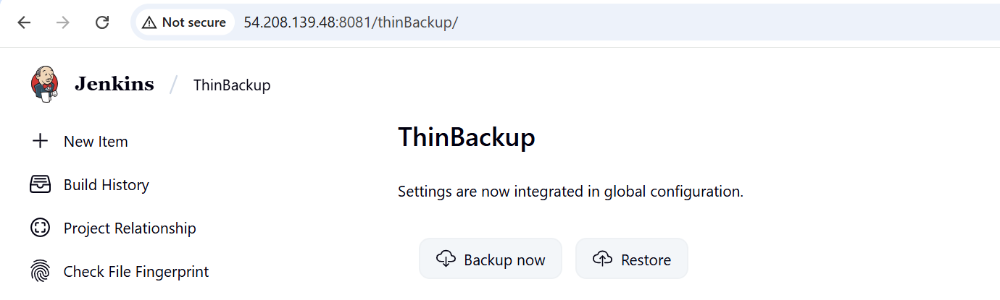 Not secure 54.208.139.48:8081/thinBackup/
Jenkins / ThinBackup
New Item
Build History
Project Relationship
Check File Fingerprint
ThinBackup
Settings are now integrated in global configuration.
Backup now
Restore